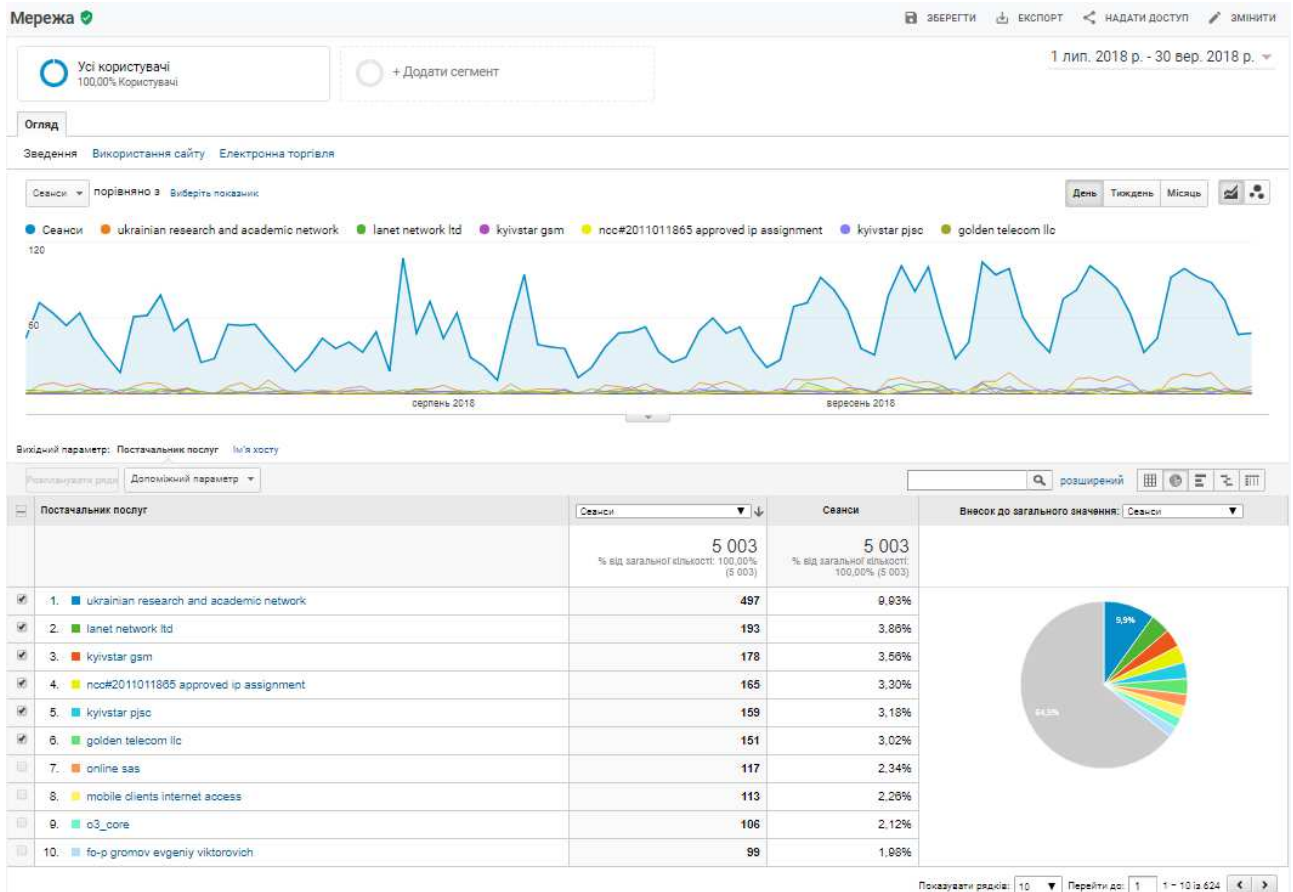 Мережа
ЗБЕРЕГТИ ЕКСПОРТ НАДАТИ ДОСТУП ЗМІНИТИ
Усі користувачі
100,00% Користувачі
+ Додати сегмент
1 лип. 2018 р. - 30 вер. 2018 р.
Огляд
Зведення Використання сайту Електронна торгівля
Сеанси порівняно з Виберіть показник
День Тиждень Місяць
Сеанси ukrainian research and academic network lanet network ltd kyivstar gsm ncc#2011011865 approved ip assignment kyivstar pjsc golden telecom llc
120
60
серпень 2018 вересень 2018
Вихідний параметр: Постачальник послуг Ім'я хосту
Розпланувати ряди Допоміжний параметр
розширений
Постачальник послуг Сеанси Сеанси Внесок до загального значення: Сеанси
5 003 5 003
% від загальної кількості: 100,00% % від загальної кількості:
(5 003) 100,00% (5 003)
1. ukrainian research and academic network 497 9,93%
2. lanet network ltd 193 3,86%
3. kyivstar gsm 178 3,56%
4. ncc#2011011865 approved ip assignment 165 3,30%
5. kyivstar pjsc 159 3,18%
6. golden telecom llc 151 3,02%
7. online sas 117 2,34%
8. mobile clients internet access 113 2,26%
9. o3_core 106 2,12%
10. fo-p gromov evgeniy viktorovich 99 1,98%
9,9%
64,5%
Показувати рядків: 10 Перейти до: 1 1 – 10 із 624